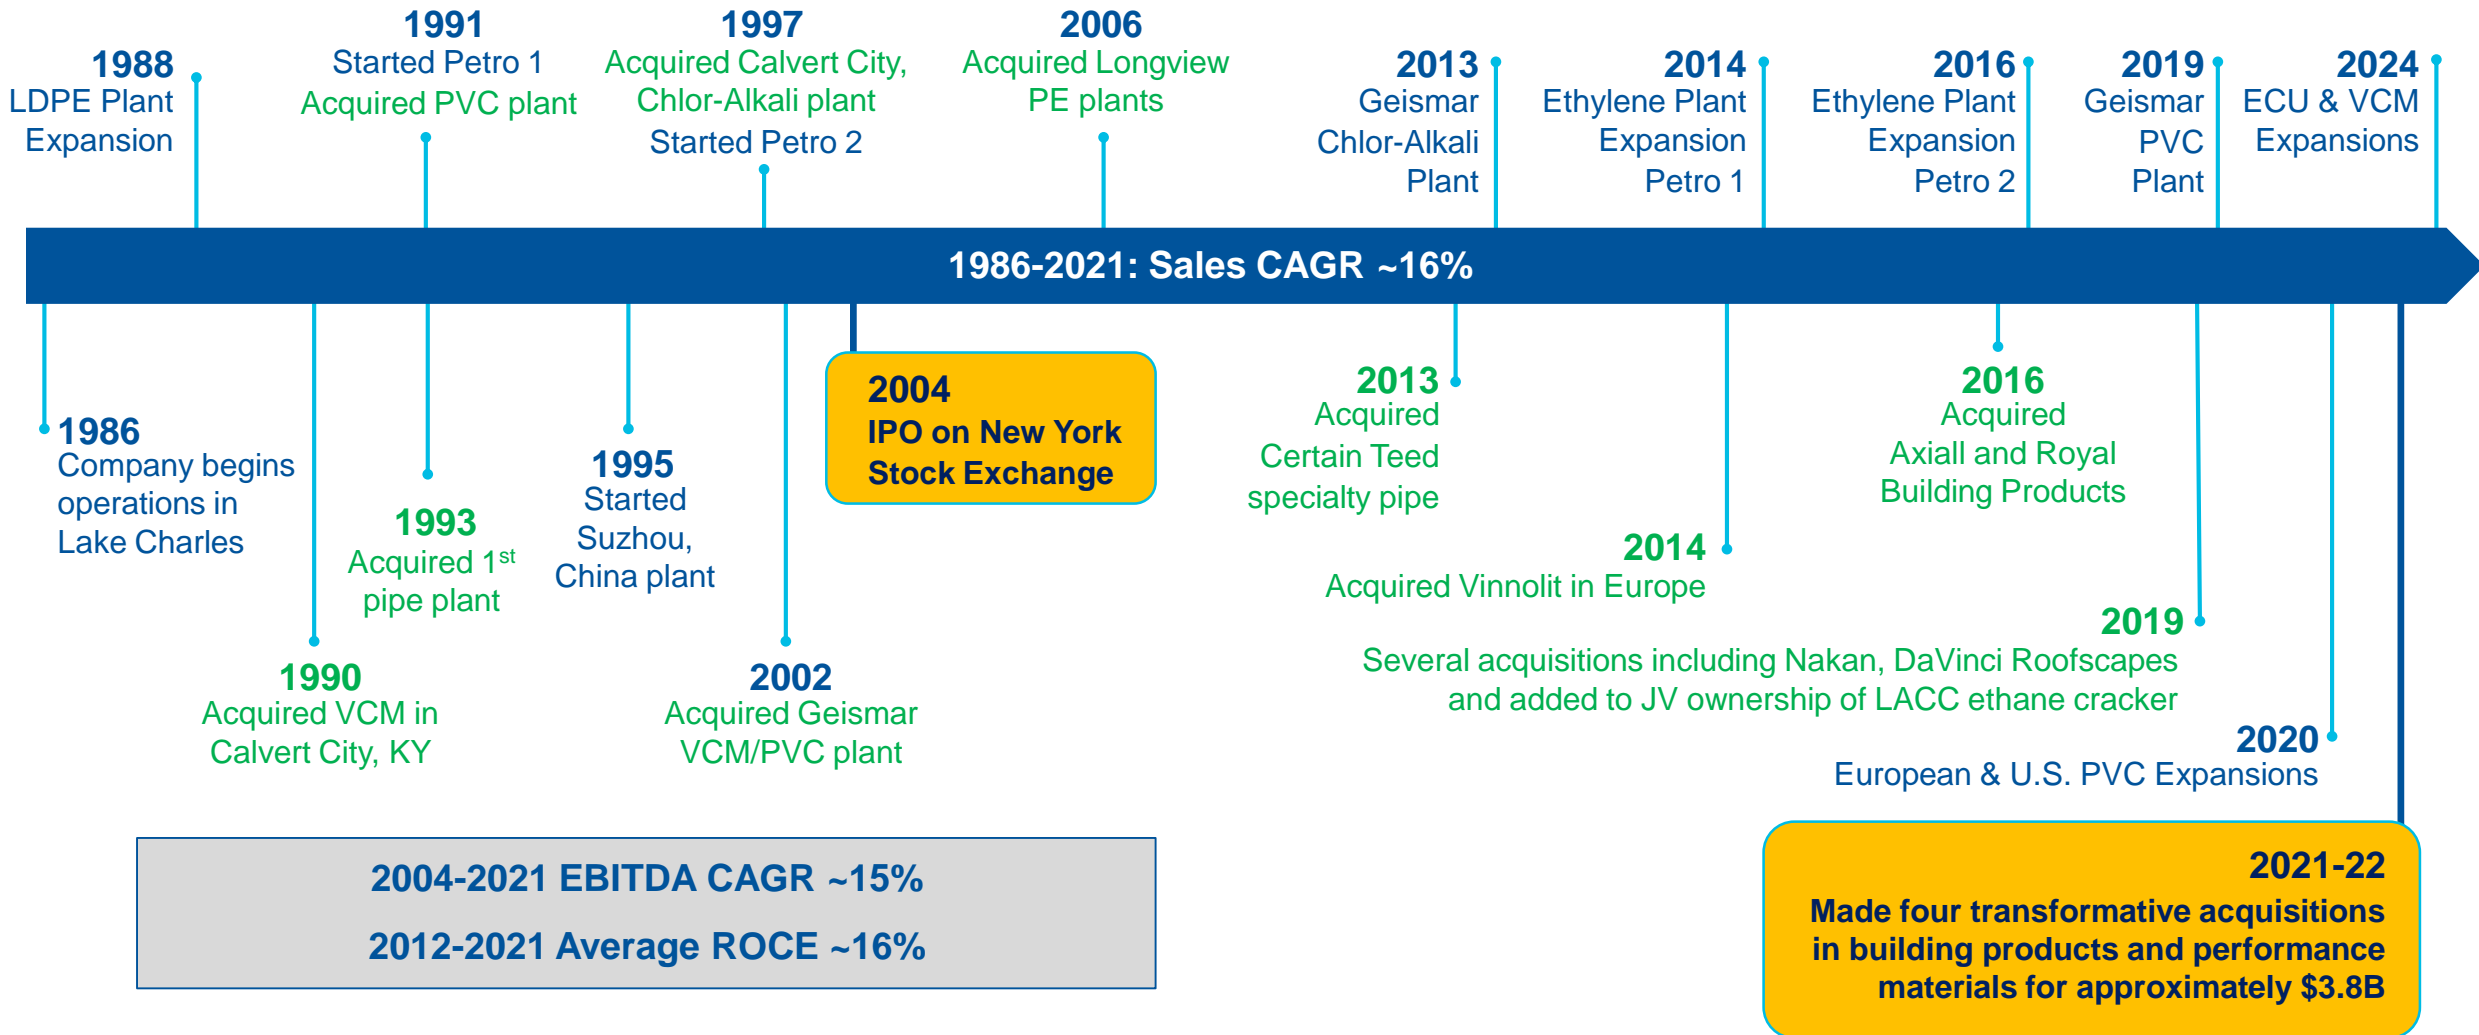 1988
LDPE Plant
Expansion
1991
Started Petro 1
Acquired PVC plant
1997
Acquired Calvert City,
Chlor-Alkali plant
Started Petro 2
2006
Acquired Longview
PE plants
2013
Geismar
Chlor-Alkali
Plant
2014
Ethylene Plant
Expansion
Petro 1
2016
Ethylene Plant
Expansion
Petro 2
2019
Geismar
PVC
Plant
2024
ECU & VCM
Expansions
1986-2021: Sales CAGR ~16%
1986
Company begins
operations in
Lake Charles
1990
Acquired VCM in
Calvert City, KY
1993
Acquired 1st
pipe plant
1995
Started
Suzhou,
China plant
2002
Acquired Geismar
VCM/PVC plant
2004
IPO on New York
Stock Exchange
2013
Acquired
Certain Teed
specialty pipe
2014
Acquired Vinnolit in Europe
2016
Acquired
Axiall and Royal
Building Products
2019
Several acquisitions including Nakan, DaVinci Roofscapes
and added to JV ownership of LACC ethane cracker
2020
European & U.S. PVC Expansions
2021-22
Made four transformative acquisitions
in building products and performance
materials for approximately $3.8B
2004-2021 EBITDA CAGR ~15%
2012-2021 Average ROCE ~16%